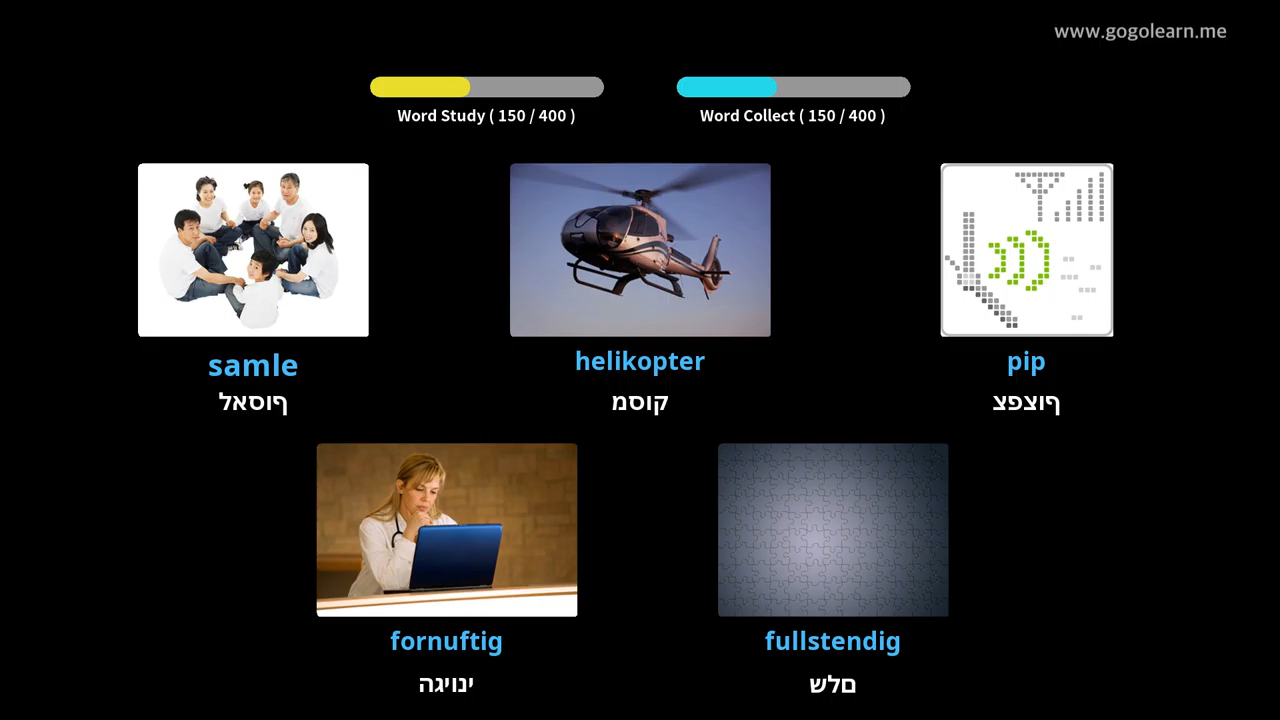 www.gogolearn.me
Word Study ( 150 / 400 )
Word Collect ( 150 / 400 )
samle
לאסוף
helikopter
מסוק
pip
צפצוף
fornuftig
הגיוני
fullstendig
שלם